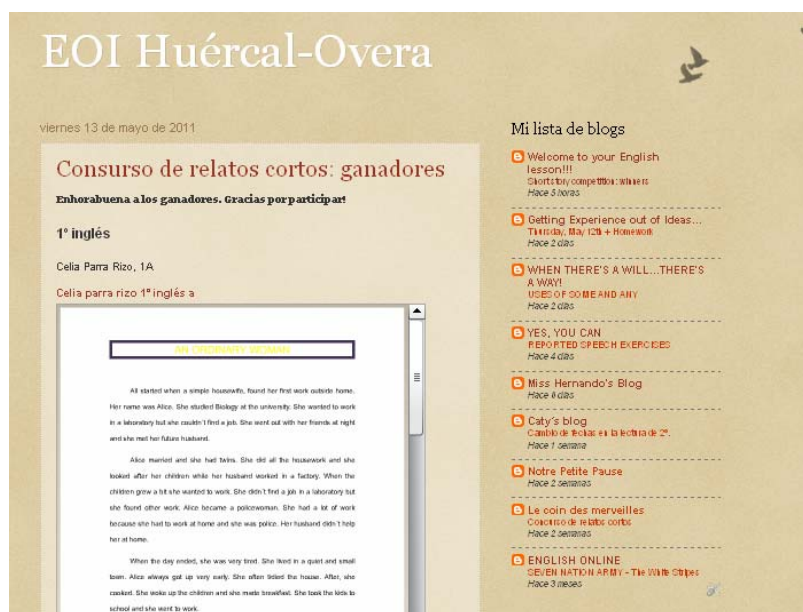 EOI Huércal-Overa
viernes 13 de mayo de 2011
Consurso de relatos cortos: ganadores
Enhorabuena a los ganadores. Gracias por participar!
1º inglés
Celia Parra Rizo, 1A
Celia parra rizo 1º inglés a
AN ORDINARY WOMAN
All started when a simple housewife, found her first work outside home.
Her name was Alice. She studied Biology at the university. She wanted to work
in a laboratory but she couldn´t find a job. She went out with her friends at night
and she met her future husband.
Alice married and she had twins. She did all the housework and she
looked after her children while her husband worked in a factory. When the
children grew a bit she wanted to work. She didn´t find a job in a laboratory but
she found other work. Alice became a policewoman. She had a lot of work
because she had to work at home and she was police. Her husband didn´t help
her at home.
When the day ended, she was very tired. She lived in a quiet and small
town. Alice always got up very early. She often tidied the house. After, she
cooked. She woke up the children and she made breakfast. She took the kids to
school and she went to work.
Mi lista de blogs
Welcome to your English
lesson!!!
Short story competition: winners
Hace 5 horas
Getting Experience out of Ideas...
Thursday, May 12th + Homework
Hace 2 días
WHEN THERE'S A WILL...THERE'S
A WAY!
USES OF SOME AND ANY
Hace 2 días
YES, YOU CAN
REPORTED SPEECH EXERCISES
Hace 4 días
Miss Hernando's Blog
Hace 6 días
Caty´s blog
Cambio de fechas en la lectura de 2º.
Hace 1 semana
Notre Petite Pause
Hace 2 semanas
Le coin des merveilles
Concurso de relatos cortos
Hace 2 semanas
ENGLISH ONLINE
SEVEN NATION ARMY - The White Stripes
Hace 3 meses